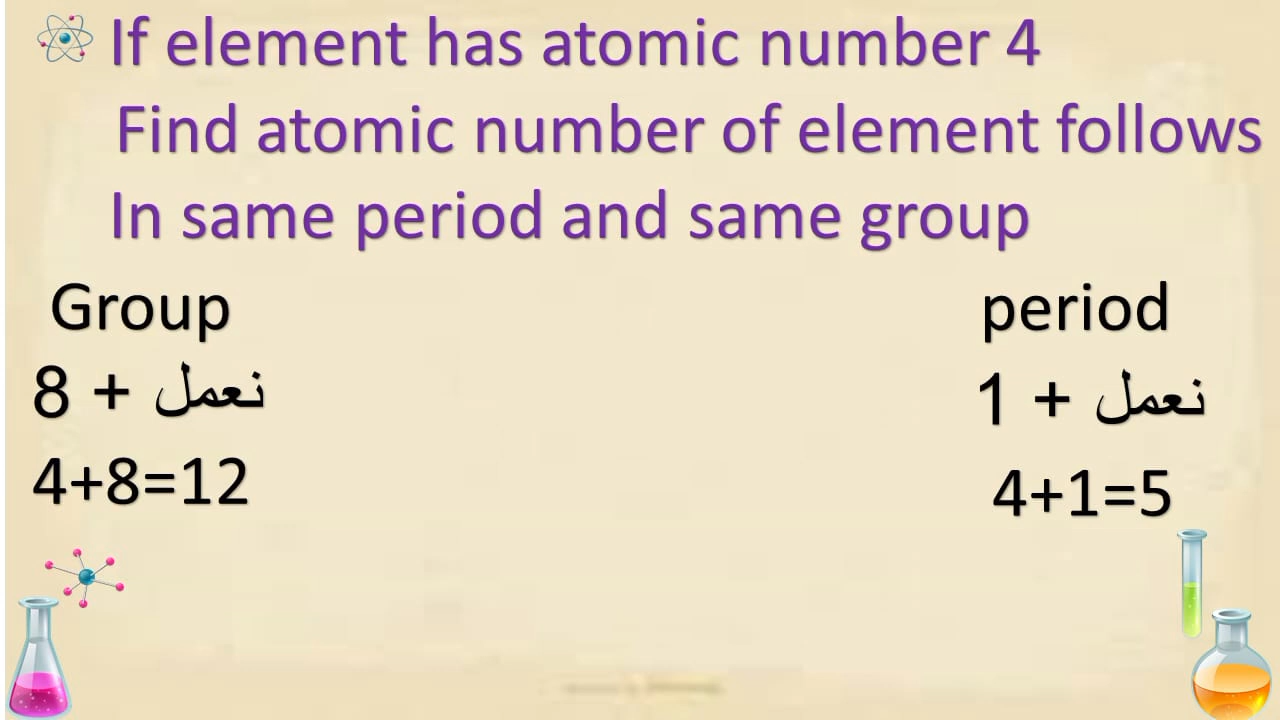 If element has atomic number 4
Find atomic number of element follows
In same period and same group
Group
period
نعمل + 8
نعمل + 1
4+8=12
4+1=5